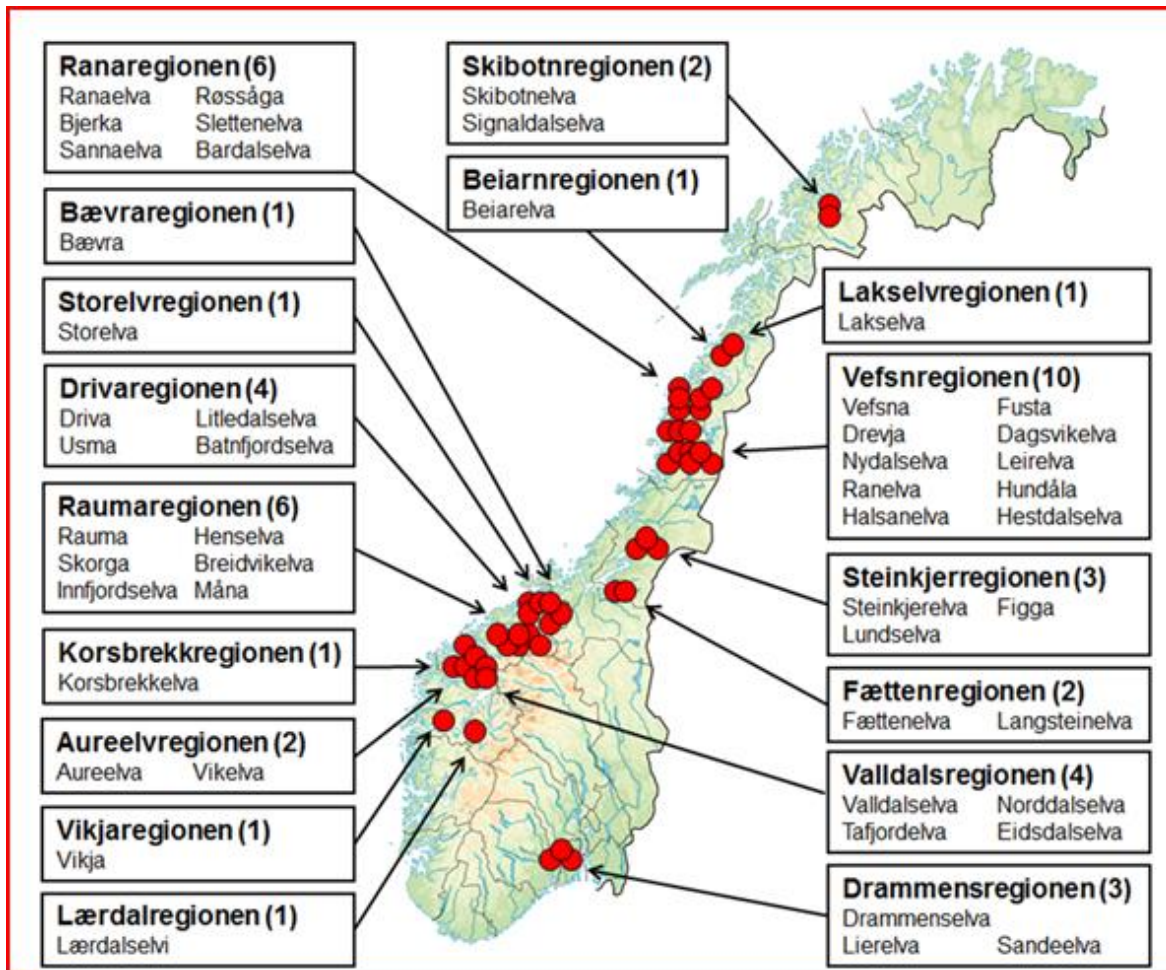 Ranaregionen (6)
Ranaelva Røssåga
Bjerka Slettenelva
Sannaelva Bardalselva
Bævraregionen (1)
Bævra
Storelvregionen (1)
Storelva
Drivaregionen (4)
Driva Litledalselva
Usma Batnfjordselva
Raumaregionen (6)
Rauma Henselva
Skorga Breidvikelva
Innfjordselva Måna
Korsbrekkregionen (1)
Korsbrekkelva
Aureelvregionen (2)
Aureelva Vikelva
Vikjaregionen (1)
Vikja
Lærdalregionen (1)
Lærdalselvi
Skibotnregionen (2)
Skibotnelva
Signaldalselva
Beiarnregionen (1)
Beiarelva
Lakselvregionen (1)
Lakselva
Vefsnregionen (10)
Vefsna Fusta
Drevja Dagsvikelva
Nydalselva Leirelva
Ranelva Hundåla
Halsanelva Hestdalselva
Steinkjerregionen (3)
Steinkjerelva Figga
Lundselva
Fættenregionen (2)
Fættenelva Langsteinelva
Valldalsregionen (4)
Valldalselva Norddalselva
Tafjordelva Eidsdalselva
Drammensregionen (3)
Drammenselva
Lierelva Sandeelva